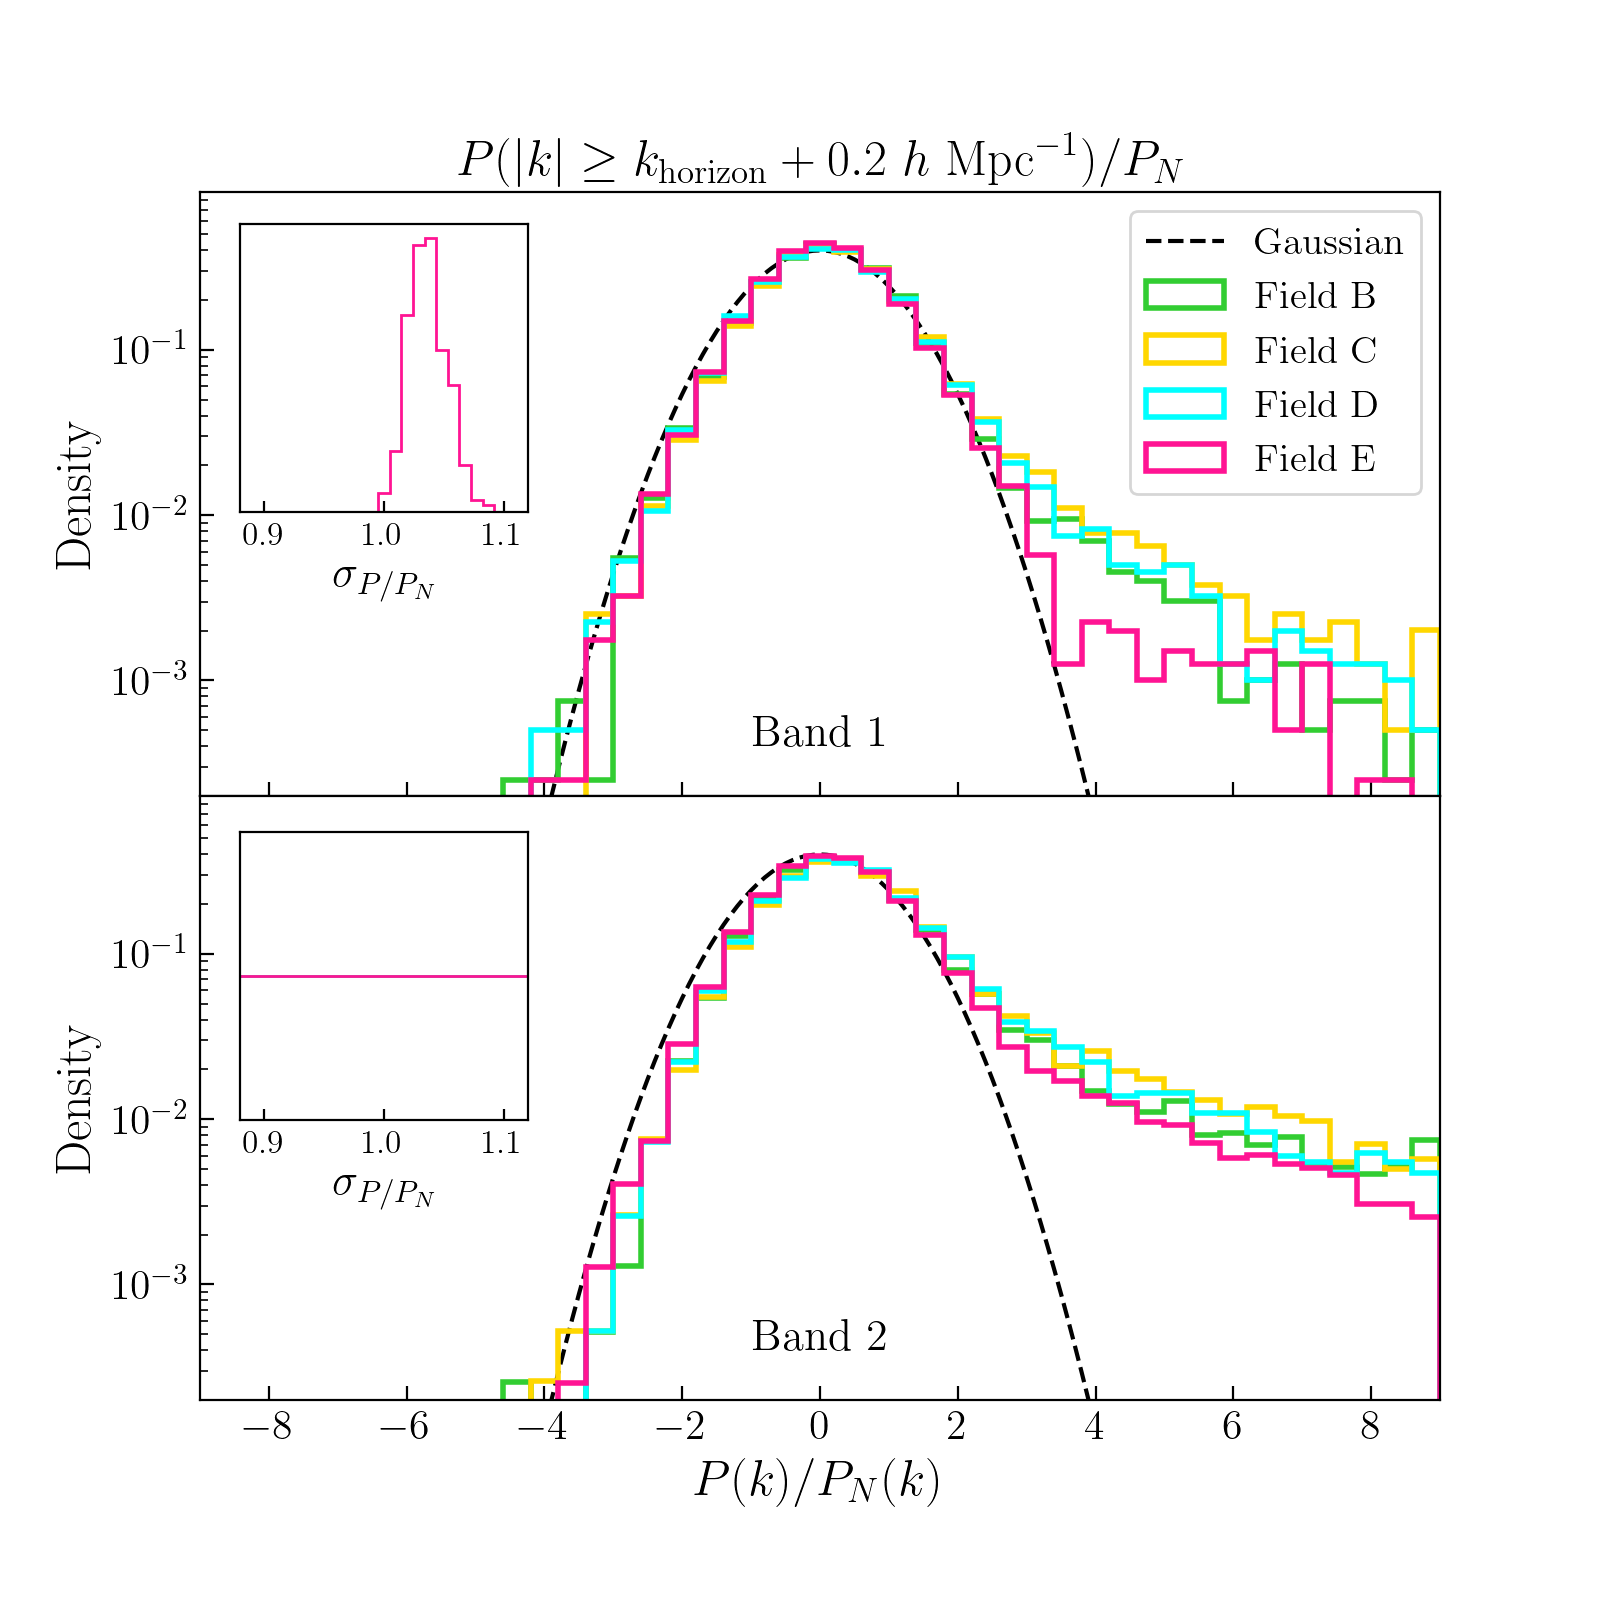 P(|k| ≥ k_horizon + 0.2 h Mpc⁻¹)/P_N
Gaussian
Field B
Field C
Field D
Field E
10⁻¹
10⁻²
10⁻³
Density
0.9 1.0 1.1
σ_P/P_N
Band 1
10⁻¹
10⁻²
10⁻³
Density
0.9 1.0 1.1
σ_P/P_N
Band 2
−8 −6 −4 −2 0 2 4 6 8
P(k)/P_N(k)